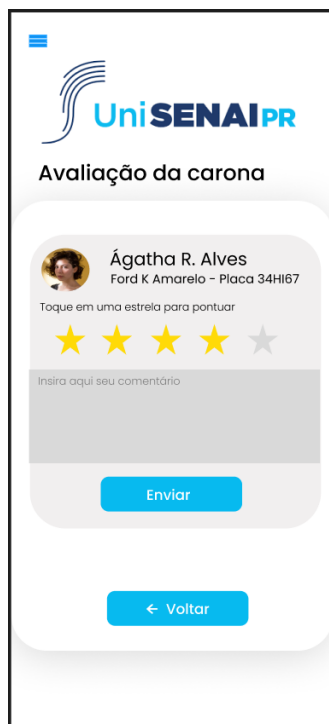 UniSENAIPR
Avaliação da carona
Ágatha R. Alves
Ford K Amarelo - Placa 34HI67
Toque em uma estrela para pontuar
Insira aqui seu comentário
Enviar
← Voltar